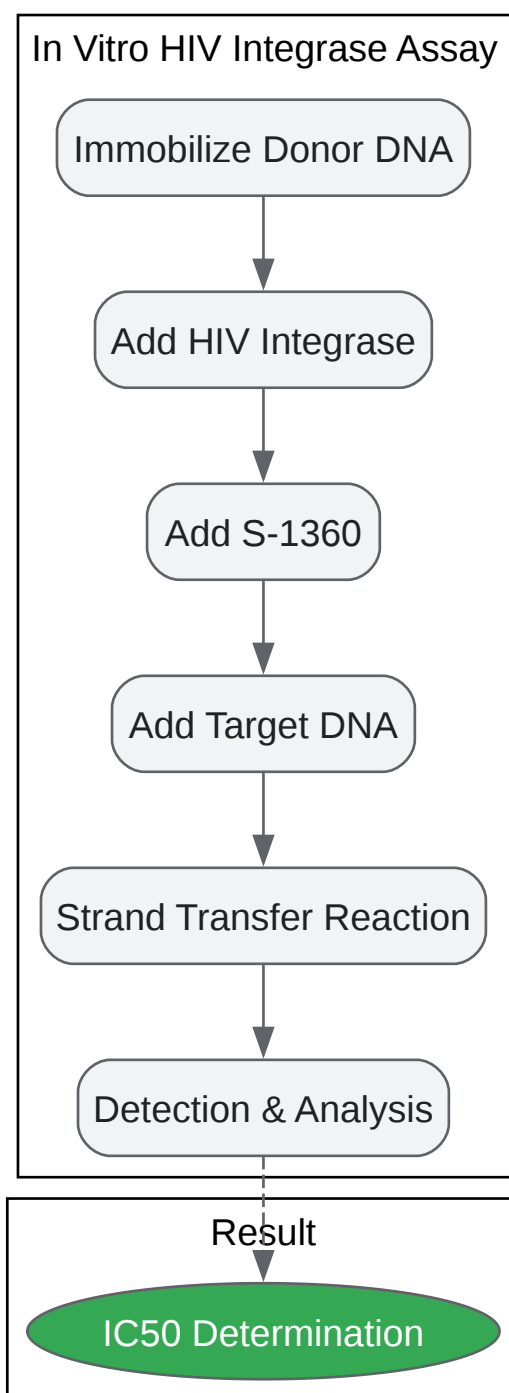 In Vitro HIV Integrase Assay
Immobilize Donor DNA
Add HIV Integrase
Add S-1360
Add Target DNA
Strand Transfer Reaction
Detection & Analysis
Result
IC50 Determination